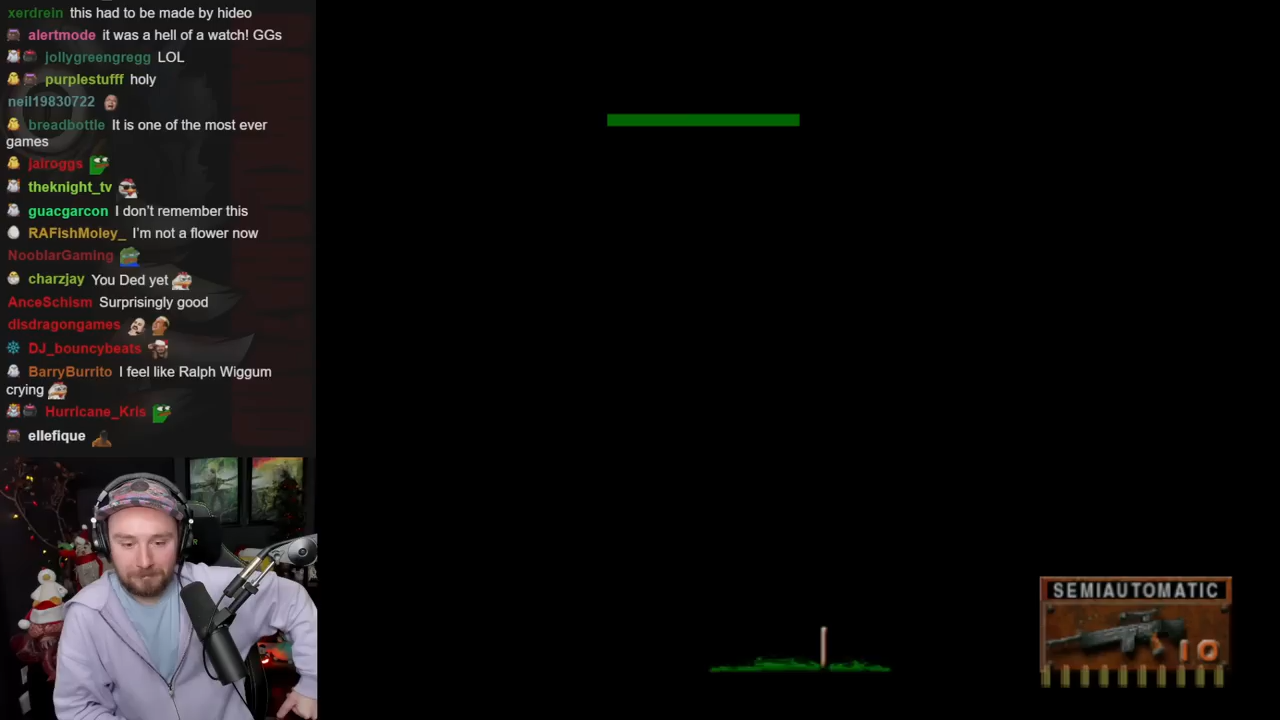 xerdrein this had to be made by hideo
alertmode it was a hell of a watch! GGs
jollygreengregg LOL
purplestufff holy
neil19830722
breadbottle It is one of the most ever
games
jalroggs
theknight_tv
guacgarcon I don't remember this
RAFIshMoley_ I'm not a flower now
NooblarGaming
charzjay You Ded yet
AnceSchism Surprisingly good
dlsdragongames
DJ_bouncybeats
BarryBurrito I feel like Ralph Wiggum
crying
Hurricane_Kris
ellefique
SEMIAUTOMATIC
10